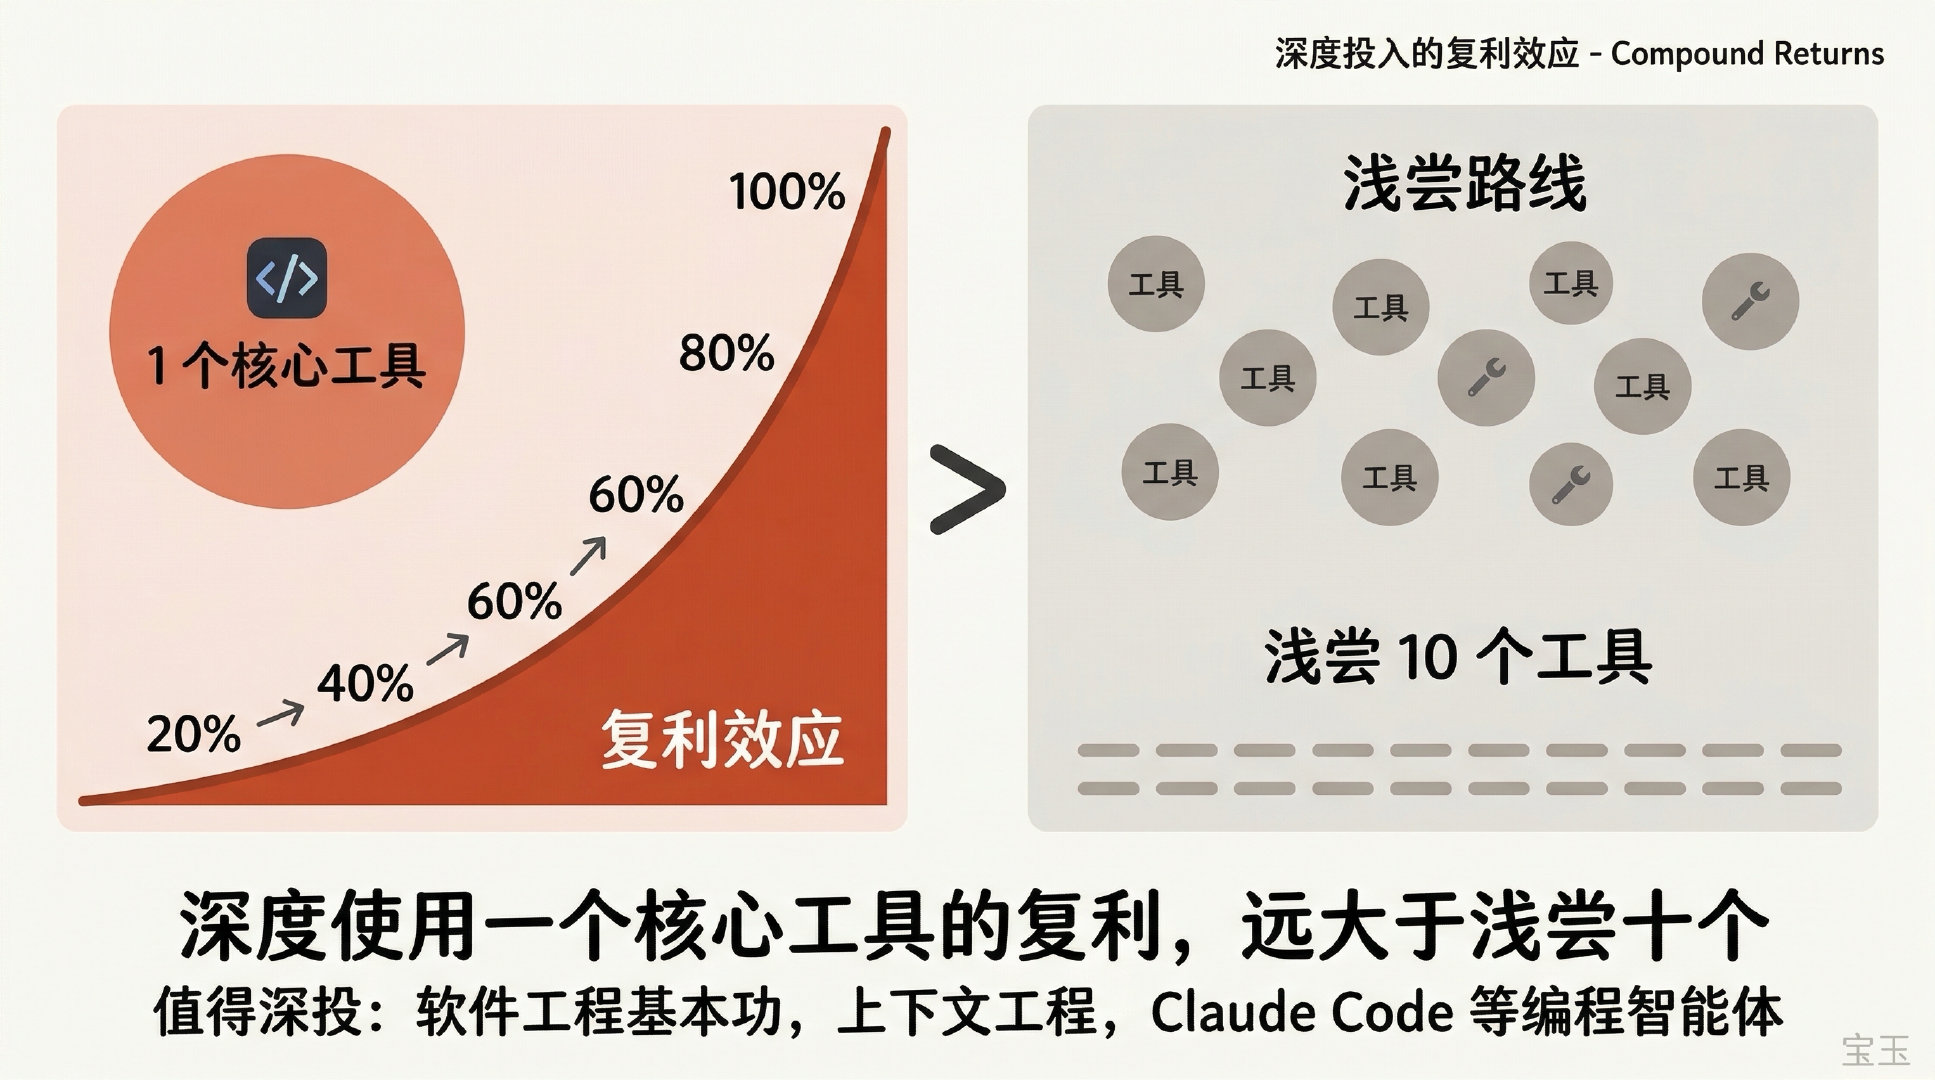 深度投入的复利效应 - Compound Returns
</>
1 个核心工具
100%
80%
60%
60%
40%
20%
复利效应
>
浅尝路线
工具
工具
工具
工具
工具
工具
工具
工具
浅尝 10 个工具
深度使用一个核心工具的复利，远大于浅尝十个
值得深投：软件工程基本功，上下文工程，Claude Code 等编程智能体
宝玉